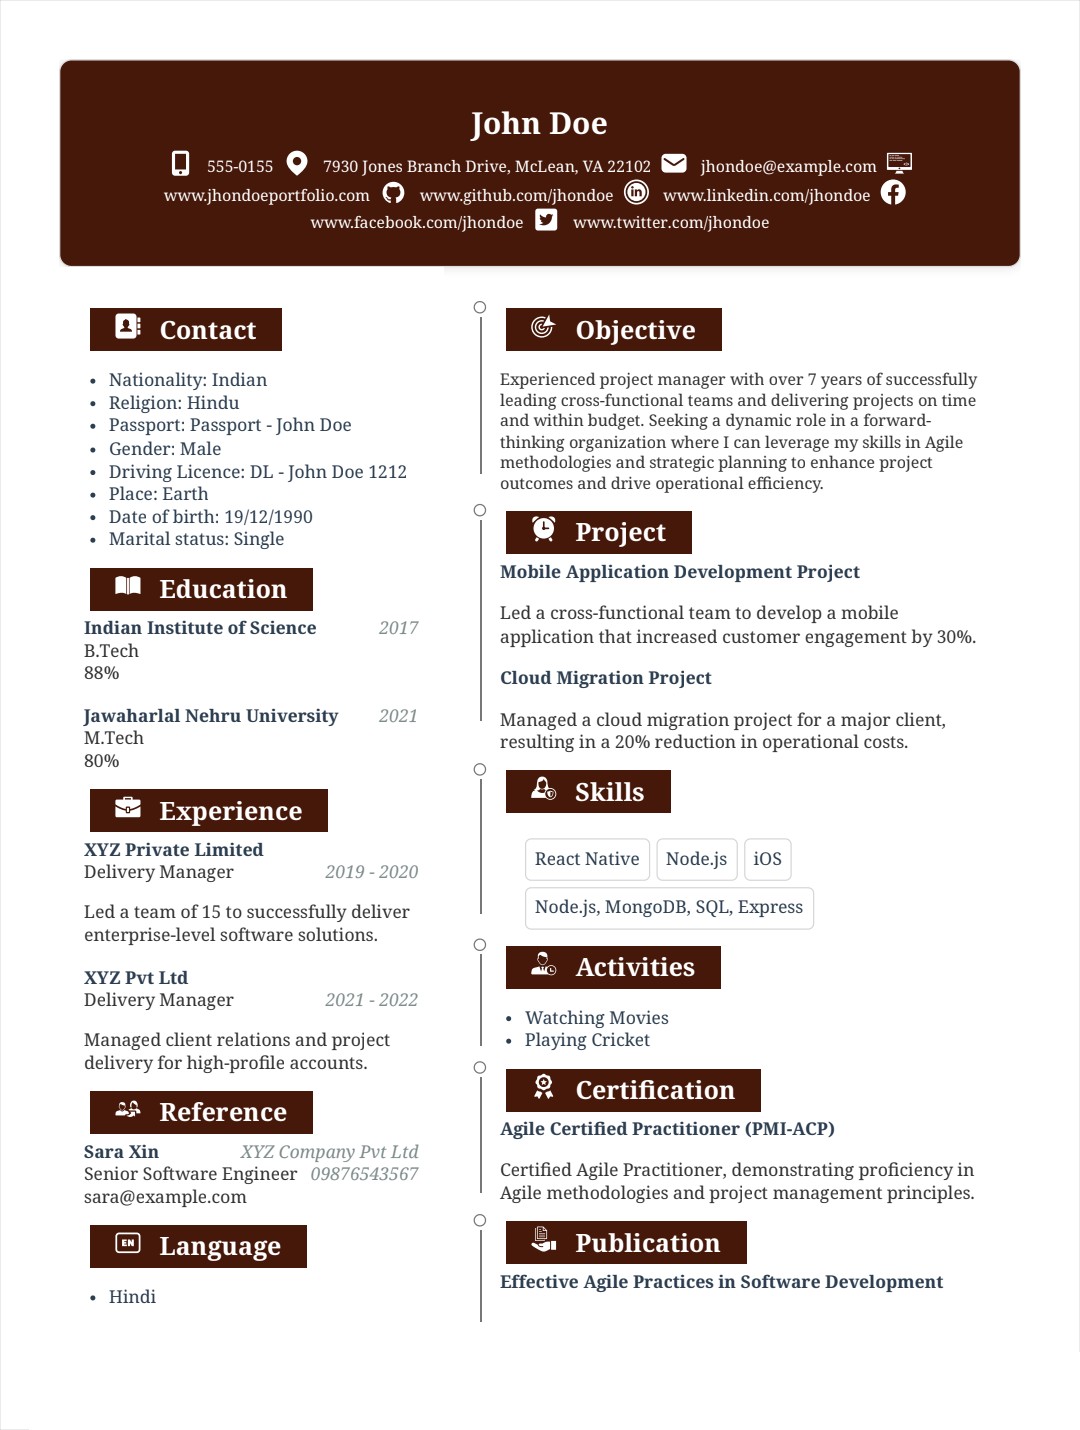 John Doe
555-0155 7930 Jones Branch Drive, McLean, VA 22102 jhondoe@example.com
www.jhondoeportfolio.com www.github.com/jhondoe www.linkedin.com/jhondoe
www.facebook.com/jhondoe www.twitter.com/jhondoe
Contact
• Nationality: Indian
• Religion: Hindu
• Passport: Passport - John Doe
• Gender: Male
• Driving Licence: DL - John Doe 1212
• Place: Earth
• Date of birth: 19/12/1990
• Marital status: Single
Education
Indian Institute of Science 2017
B.Tech
88%
Jawaharlal Nehru University 2021
M.Tech
80%
Experience
XYZ Private Limited
Delivery Manager 2019 - 2020
Led a team of 15 to successfully deliver
enterprise-level software solutions.
XYZ Pvt Ltd
Delivery Manager 2021 - 2022
Managed client relations and project
delivery for high-profile accounts.
Reference
Sara Xin XYZ Company Pvt Ltd
Senior Software Engineer 09876543567
sara@example.com
EN Language
• Hindi
Objective
Experienced project manager with over 7 years of successfully
leading cross-functional teams and delivering projects on time
and within budget. Seeking a dynamic role in a forward-
thinking organization where I can leverage my skills in Agile
methodologies and strategic planning to enhance project
outcomes and drive operational efficiency.
Project
Mobile Application Development Project
Led a cross-functional team to develop a mobile
application that increased customer engagement by 30%.
Cloud Migration Project
Managed a cloud migration project for a major client,
resulting in a 20% reduction in operational costs.
Skills
React Native Node.js iOS
Node.js, MongoDB, SQL, Express
Activities
• Watching Movies
• Playing Cricket
Certification
Agile Certified Practitioner (PMI-ACP)
Certified Agile Practitioner, demonstrating proficiency in
Agile methodologies and project management principles.
Publication
Effective Agile Practices in Software Development